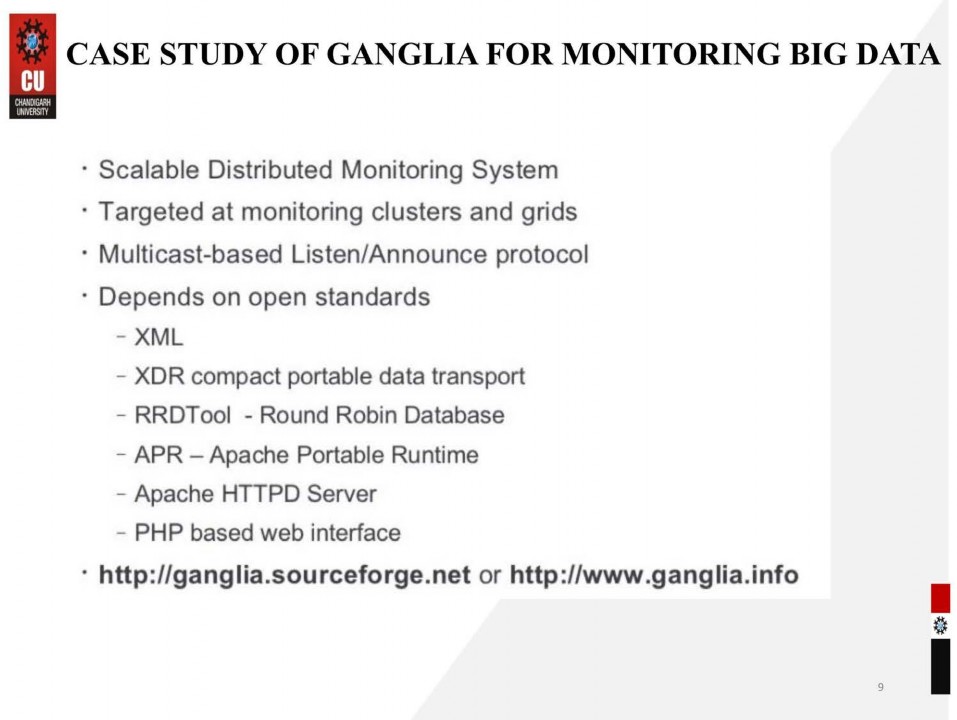 CU
CHANDIGARH
UNIVERSITY
CASE STUDY OF GANGLIA FOR MONITORING BIG DATA
· Scalable Distributed Monitoring System
· Targeted at monitoring clusters and grids
· Multicast-based Listen/Announce protocol
· Depends on open standards
– XML
– XDR compact portable data transport
– RRDTool - Round Robin Database
– APR – Apache Portable Runtime
– Apache HTTPD Server
– PHP based web interface
· http://ganglia.sourceforge.net or http://www.ganglia.info
9